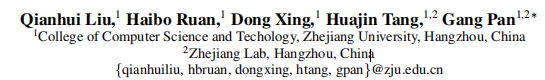 Qianhui Liu,¹ Haibo Ruan,¹ Dong Xing,¹ Huajin Tang,¹,² Gang Pan¹,²*
¹College of Computer Science and Techology, Zhejiang University, Hangzhou, China
²Zhejiang Lab, Hangzhou, China
{qianhuiliu, hbruan, dongxing, htang, gpan}@zju.edu.cn